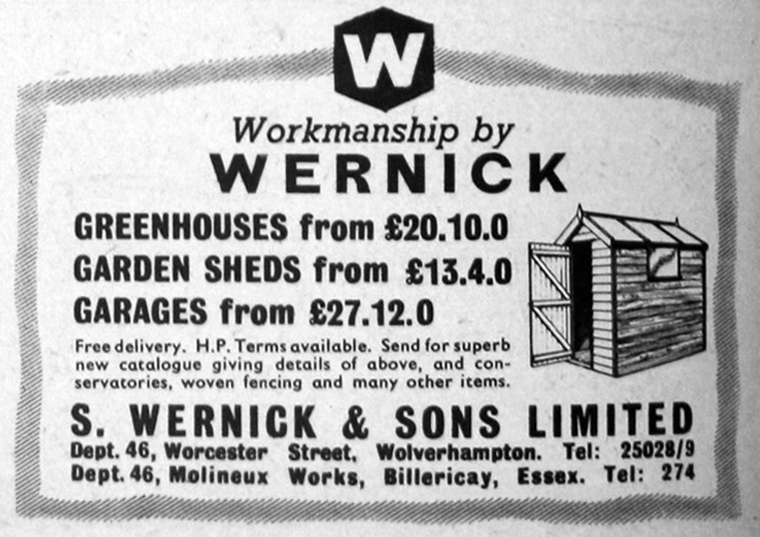 W
Workmanship by
WERNICK
GREENHOUSES from £20.10.0
GARDEN SHEDS from £13.4.0
GARAGES from £27.12.0
Free delivery. H.P. Terms available. Send for superb
new catalogue giving details of above, and con-
servatories, woven fencing and many other items.
S. WERNICK & SONS LIMITED
Dept. 46, Worcester Street, Wolverhampton. Tel: 25028/9
Dept. 46, Molineux Works, Billericay, Essex. Tel: 274